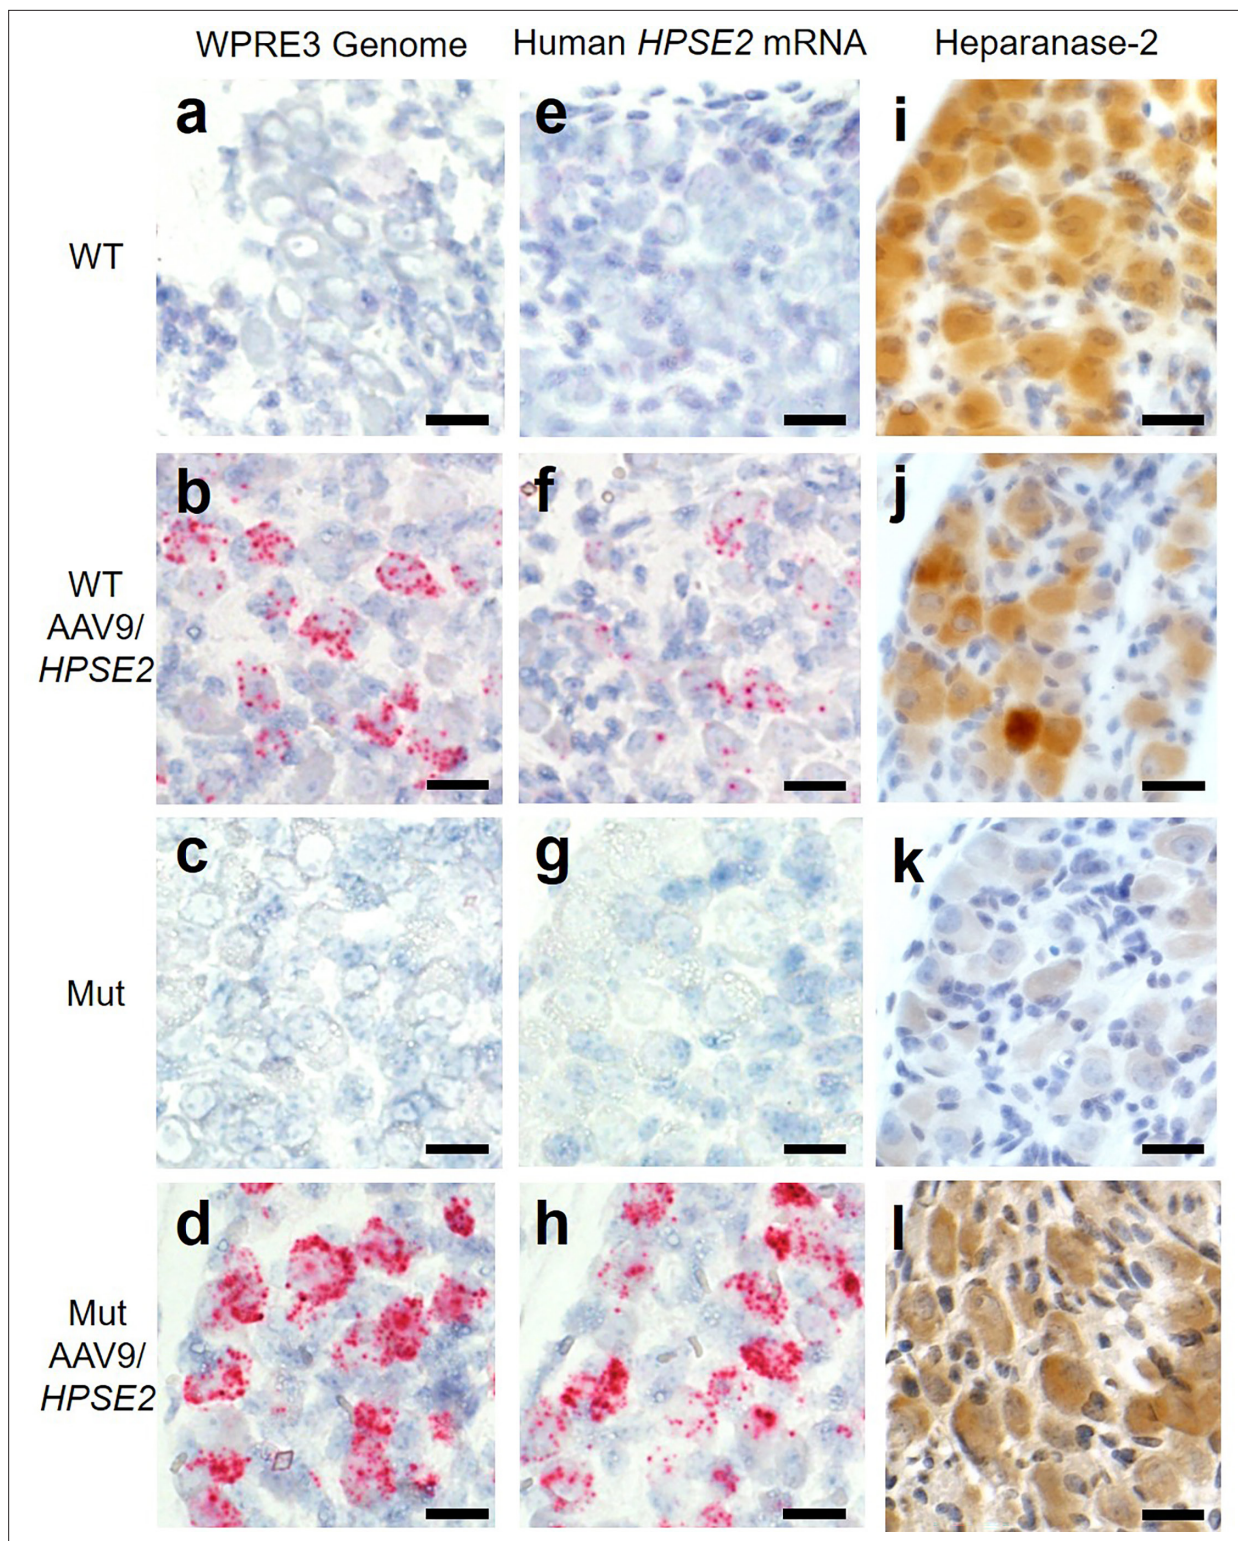 WPRE3 Genome
Human HPSE2 mRNA
Heparanase-2
WT
a
e
i
WT
AAV9/
HPSE2
b
f
j
Mut
c
g
k
Mut
AAV9/
HPSE2
d
h
l